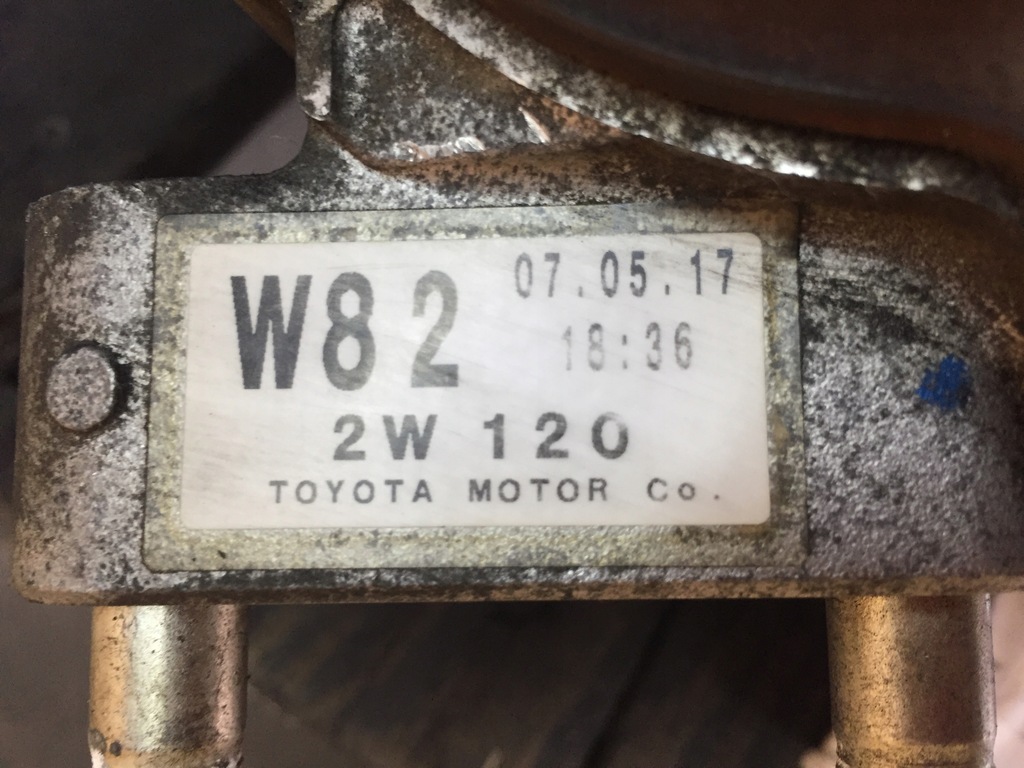 W82 07.05.17
18:36
2W 120
TOYOTA MOTOR Co.